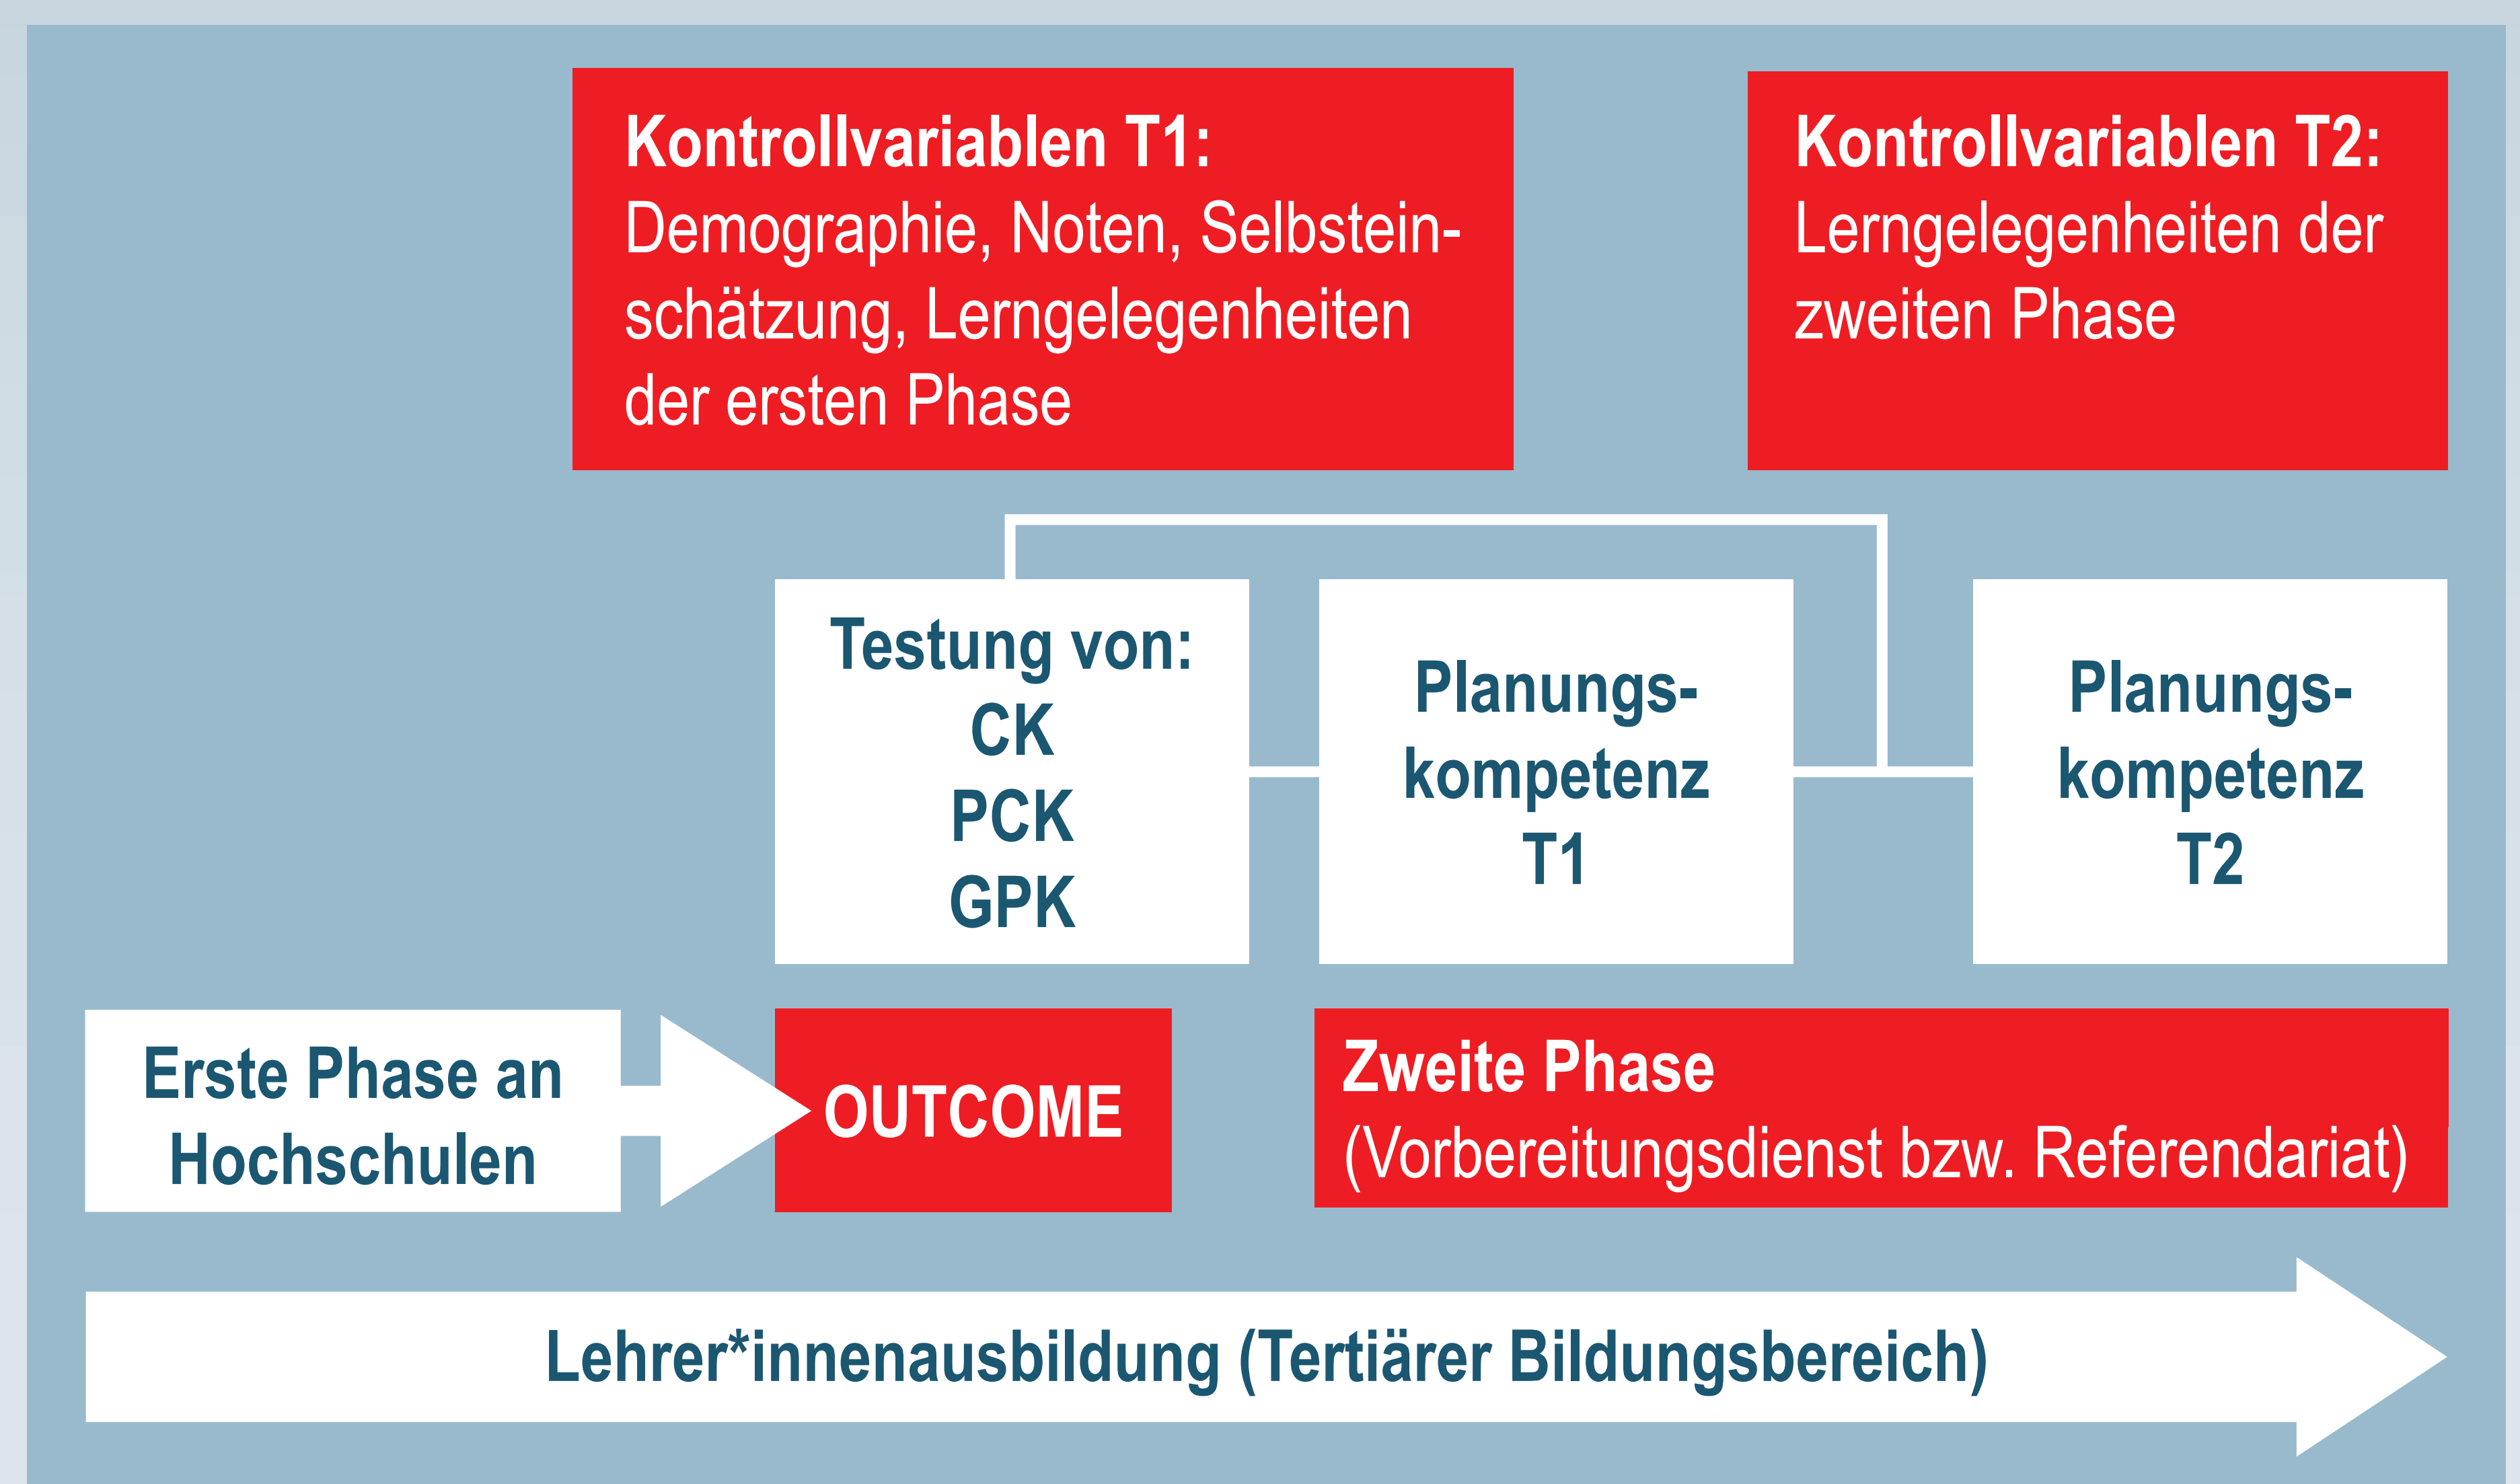 Kontrollvariablen T1:
Demographie, Noten, Selbstein-
schätzung, Lerngelegenheiten
der ersten Phase
Kontrollvariablen T2:
Lerngelegenheiten der
zweiten Phase
Testung von:
CK
PCK
GPK
Planungs-
kompetenz
T1
Planungs-
kompetenz
T2
Erste Phase an
Hochschulen
OUTCOME
Zweite Phase
(Vorbereitungsdienst bzw. Referendariat)
Lehrer*innenausbildung (Tertiärer Bildungsbereich)